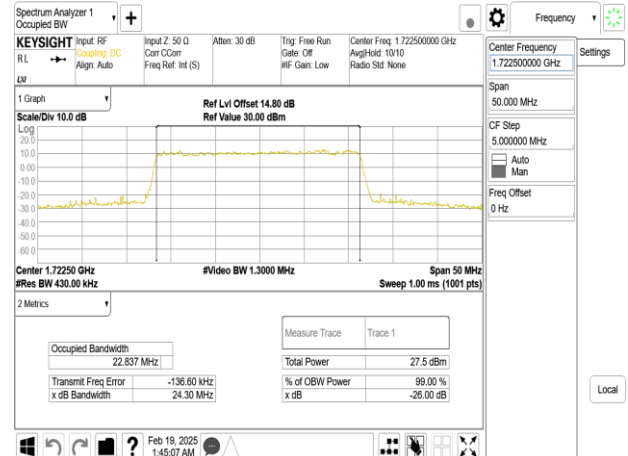 Spectrum Analyzer 1
Occupied BW
Frequency
KEYSIGHT Input: RF
RL Coupling: DC
Align: Auto
LXI
Input Z: 50 Ω
Corr CCorr
Freq Ref: Int (S)
Atten: 30 dB
Trig: Free Run
Gate: Off
#IF Gain: Low
Center Freq: 1.722500000 GHz
Avg|Hold: 10/10
Radio Std: None
Center Frequency
1.722500000 GHz
Settings
Span
50.000 MHz
CF Step
5.000000 MHz
Auto
Man
Freq Offset
0 Hz
Local
1 Graph
Scale/Div 10.0 dB
Ref Lvl Offset 14.80 dB
Ref Value 30.00 dBm
Log
20.0
10.0
0.00
-10.0
-20.0
-30.0
-40.0
-50.0
-60.0
Center 1.72250 GHz
#Res BW 430.00 kHz
#Video BW 1.3000 MHz
Span 50 MHz
Sweep 1.00 ms (1001 pts)
2 Metrics
Measure Trace Trace 1
Occupied Bandwidth
22.837 MHz
Total Power 27.5 dBm
Transmit Freq Error -136.60 kHz
% of OBW Power 99.00 %
x dB Bandwidth 24.30 MHz
x dB -26.00 dB
?
Feb 19, 2025
1:45:07 AM